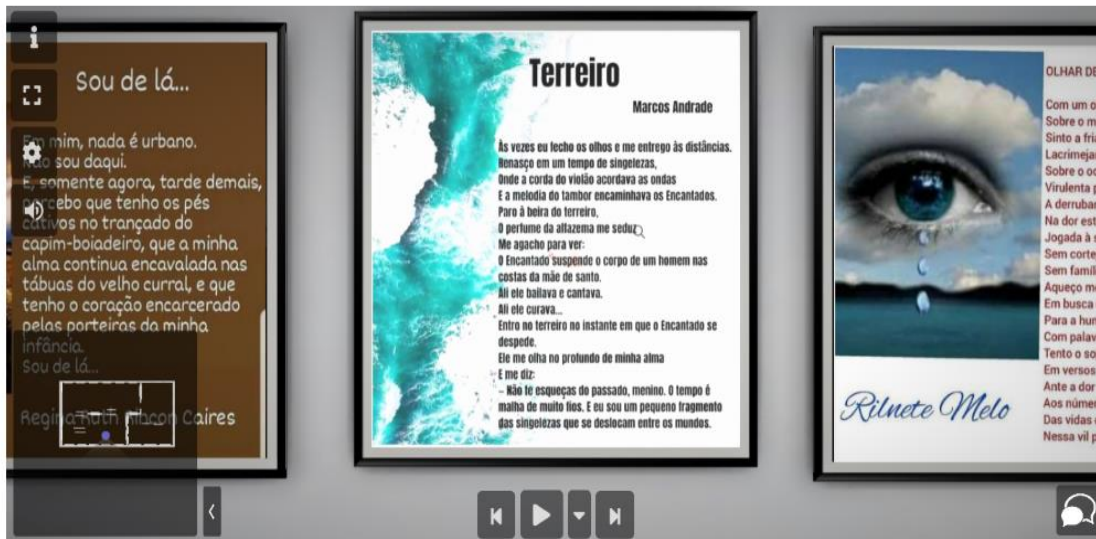 Sou de lá...
Em mim, nada é urbano.
Não sou daqui.
E, somente agora, tarde demais,
percebo que tenho os pés
cativos no trançado do
capim-boiadeiro, que a minha
alma continua encavalada nas
tábuas do velho curral, e que
tenho o coração encarcerado
pelas porteiras da minha
infância.
Sou de lá...
Regina Ruth Rincon Caires
Terreiro
Marcos Andrade
Às vezes eu fecho os olhos e me entrego às distâncias.
Renasço em um tempo de singelezas,
Onde a corda do violão acordava as ondas
E a melodia do tambor encaminhava os Encantados.
Paro à beira do terreiro,
O perfume da alfazema me seduz
Me agacho para ver:
O Encantado suspende o corpo de um homem nas
costas da mãe de santo.
Ali ele bailava e cantava.
Ali ele curava...
Entro no terreiro no instante em que o Encantado se
despede.
Ele me olha no profundo de minha alma
E me diz:
– Não te esqueças do passado, menino. O tempo é
malha de muito fios. E eu sou um pequeno fragmento
das singelezas que se deslocam entre os mundos.
OLHAR DE
Com um o
Sobre o m
Sinto a fria
Lacrimeja
Sobre o oc
Virulenta p
A derrubar
Na dor est
Jogada à s
Sem corte
Sem famíl
Aqueço me
Em busca
Para a hum
Com palav
Tento o so
Em versos
Ante a dor
Aos númer
Das vidas
Nessa vil p
Rilnete Melo